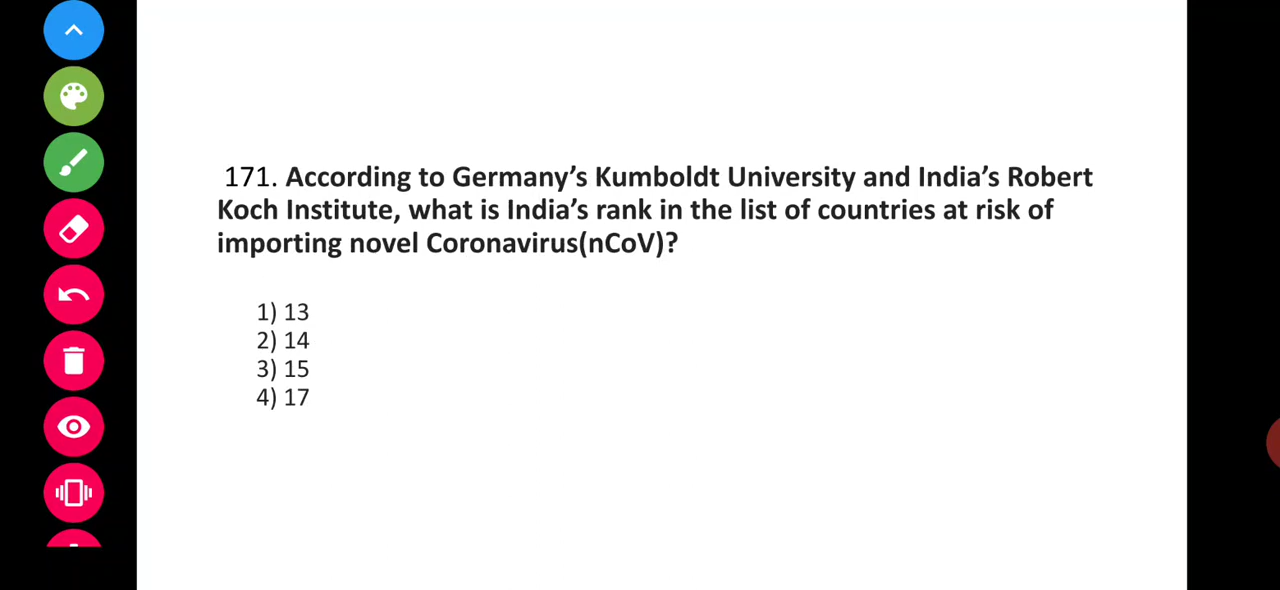 171. According to Germany’s Kumboldt University and India’s Robert
Koch Institute, what is India’s rank in the list of countries at risk of
importing novel Coronavirus(nCoV)?
1) 13
2) 14
3) 15
4) 17